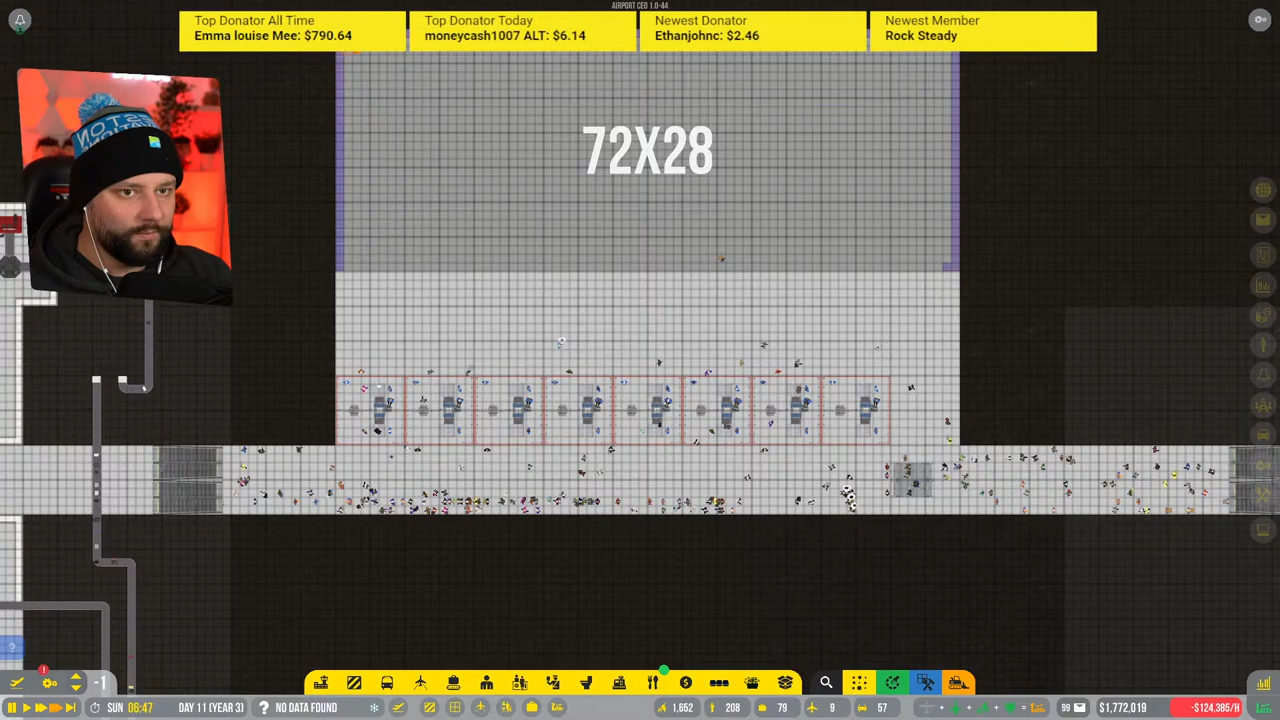 AIRPORT CEO 1.0-44
Top Donator All Time
Emma louise Mee: $790.64
Top Donator Today
moneycash1007 ALT: $6.14
Newest Donator
Ethanjohnc: $2.46
Newest Member
Rock Steady
72X28
?
!
-1
SUN 06:47
DAY 11 (YEAR 3)
? NO DATA FOUND
1,652
208
79
9
57
99
$1,772,019
-$124,385/H